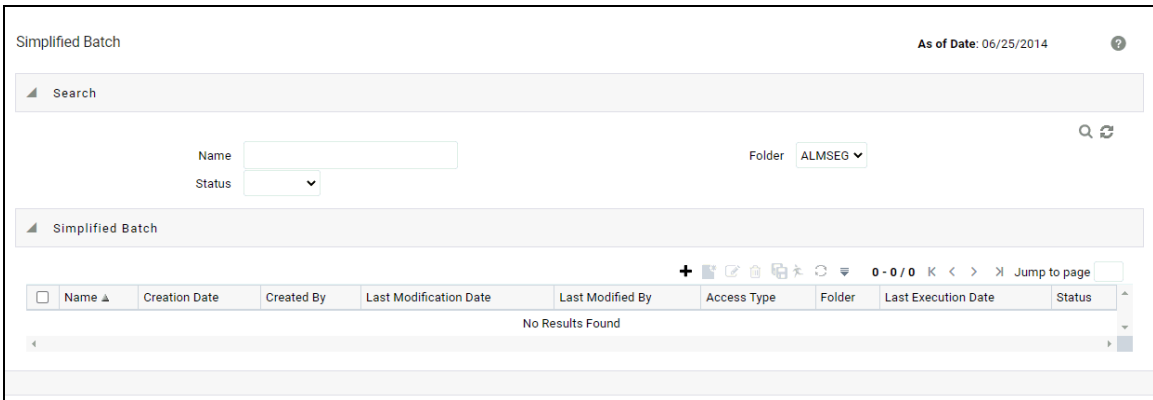 Simplified Batch
As of Date: 06/25/2014
?
Search
Name
Folder ALMSEG
Status
Simplified Batch
0 - 0 / 0 Jump to page
Name Creation Date Created By Last Modification Date Last Modified By Access Type Folder Last Execution Date Status
No Results Found